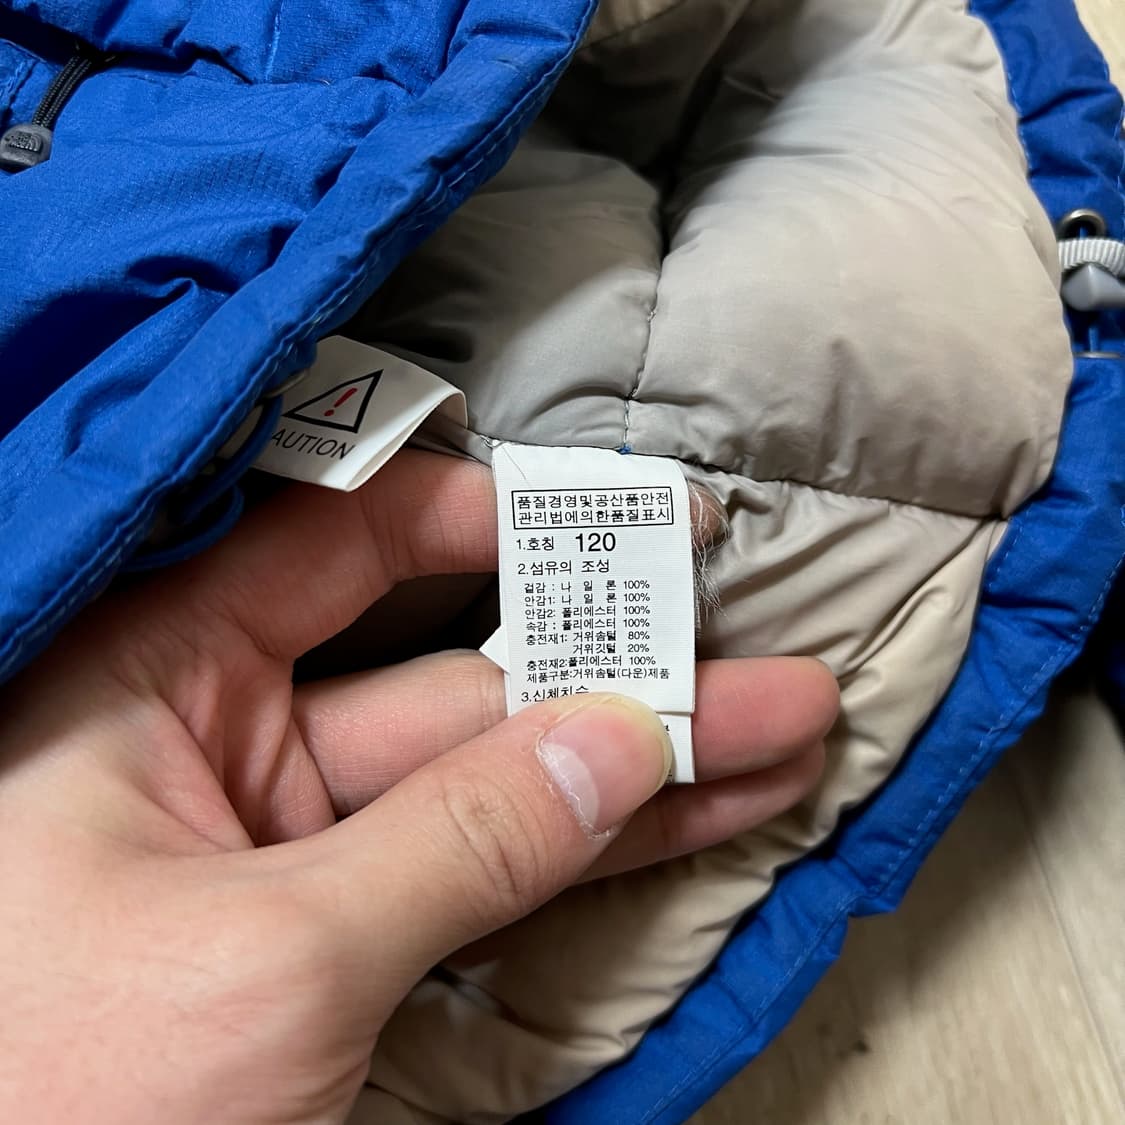 THE
NORTH
FACE
AUTION
품질경영및공산품안전
관리법에의한품질표시
1.호칭 120
2.섬유의 조성
겉감 : 나 일 론 100%
안감1: 나 일 론 100%
안감2: 폴리에스터 100%
속감 : 폴리에스터 100%
충전재1: 거위솜털 80%
거위깃털 20%
충전재2:폴리에스터 100%
제품구분:거위솜털(다운)제품
3.신체치수